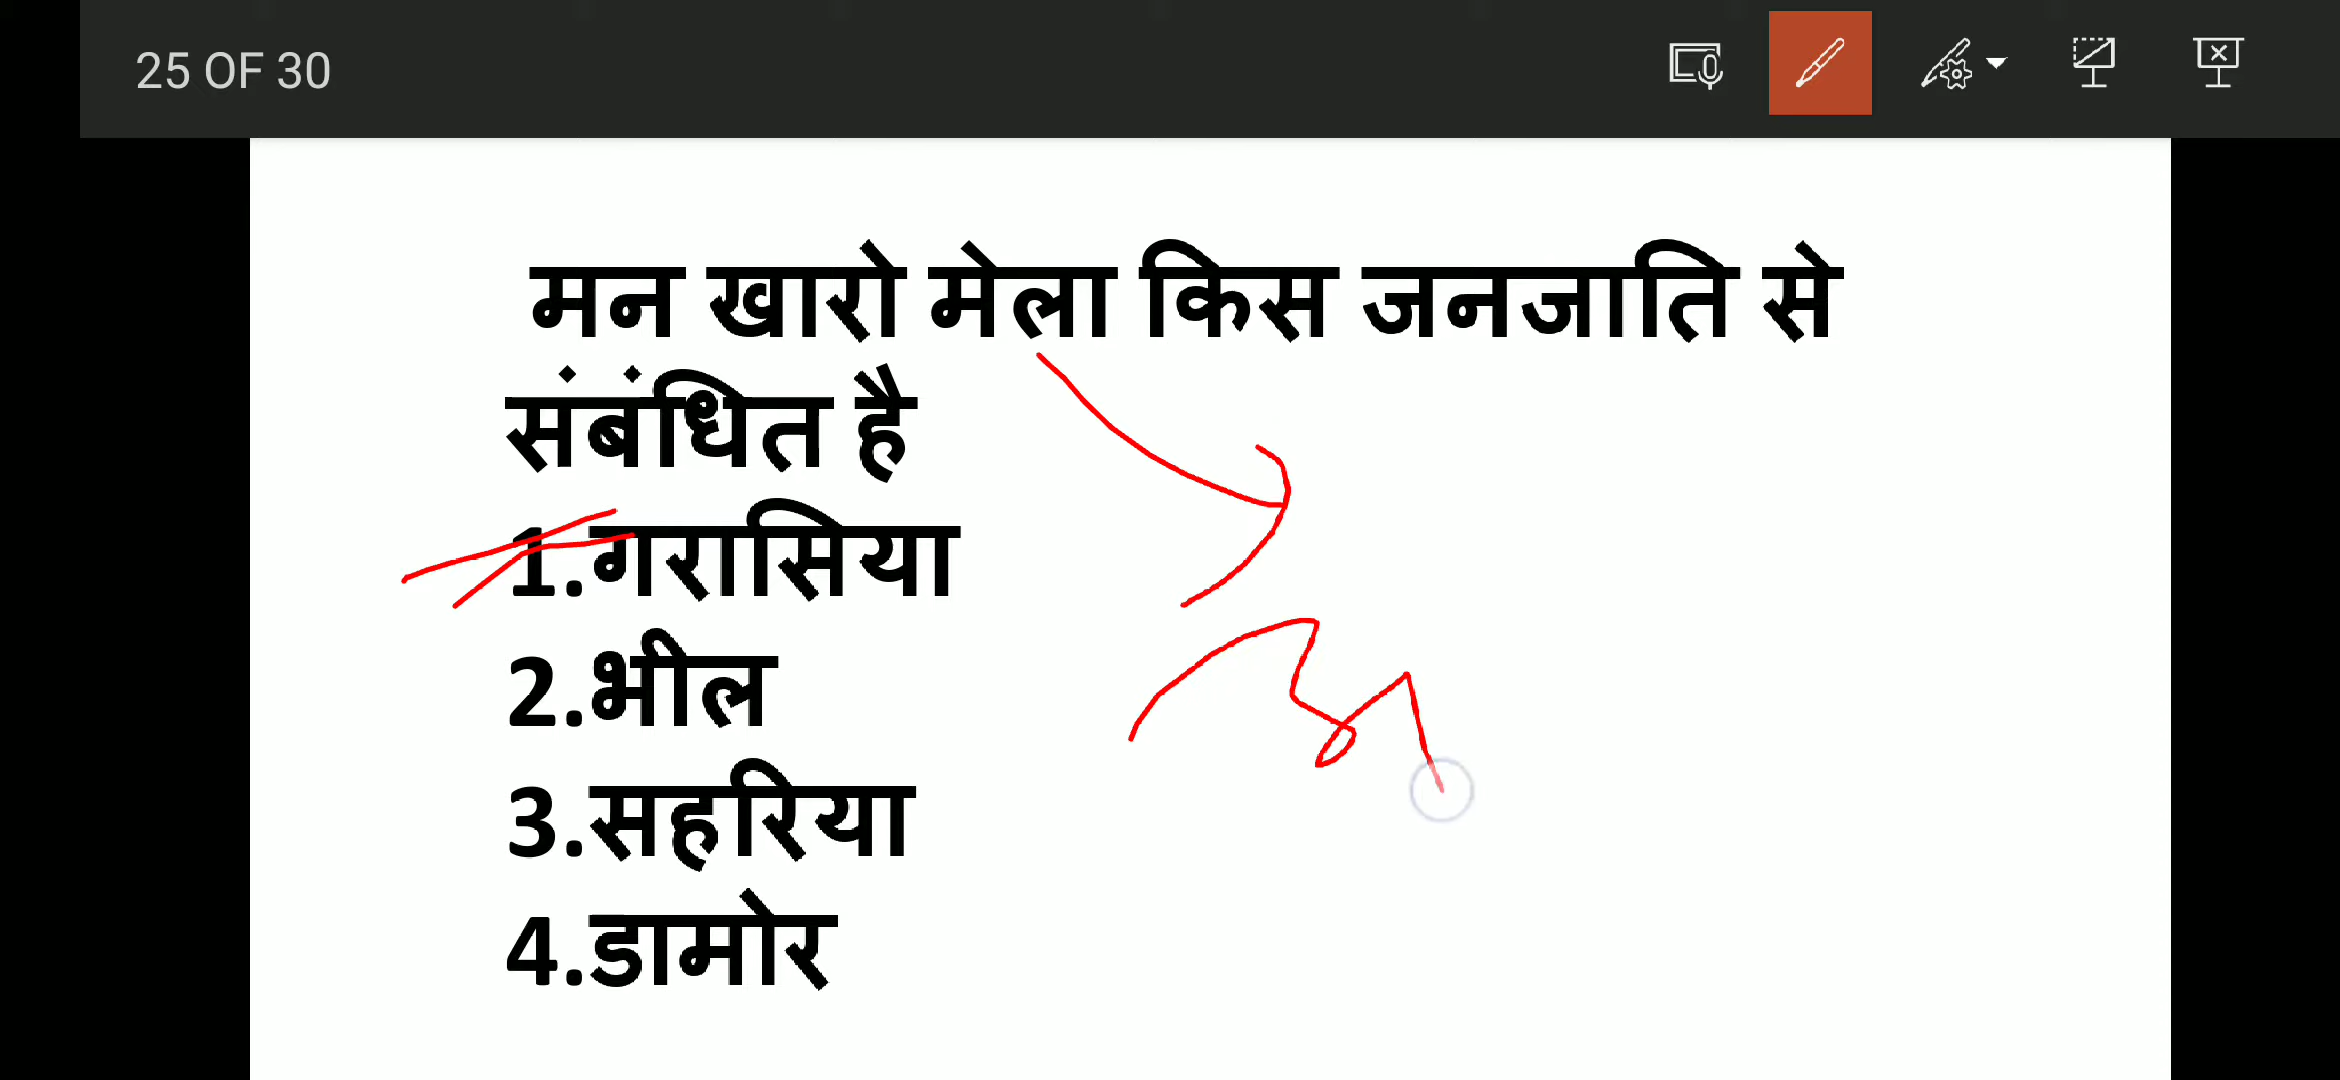 25 OF 30
मन खारो मेला किस जनजाति से
संबंधित है
1.गरासिया
2.भील
3.सहरिया
4.डामोर